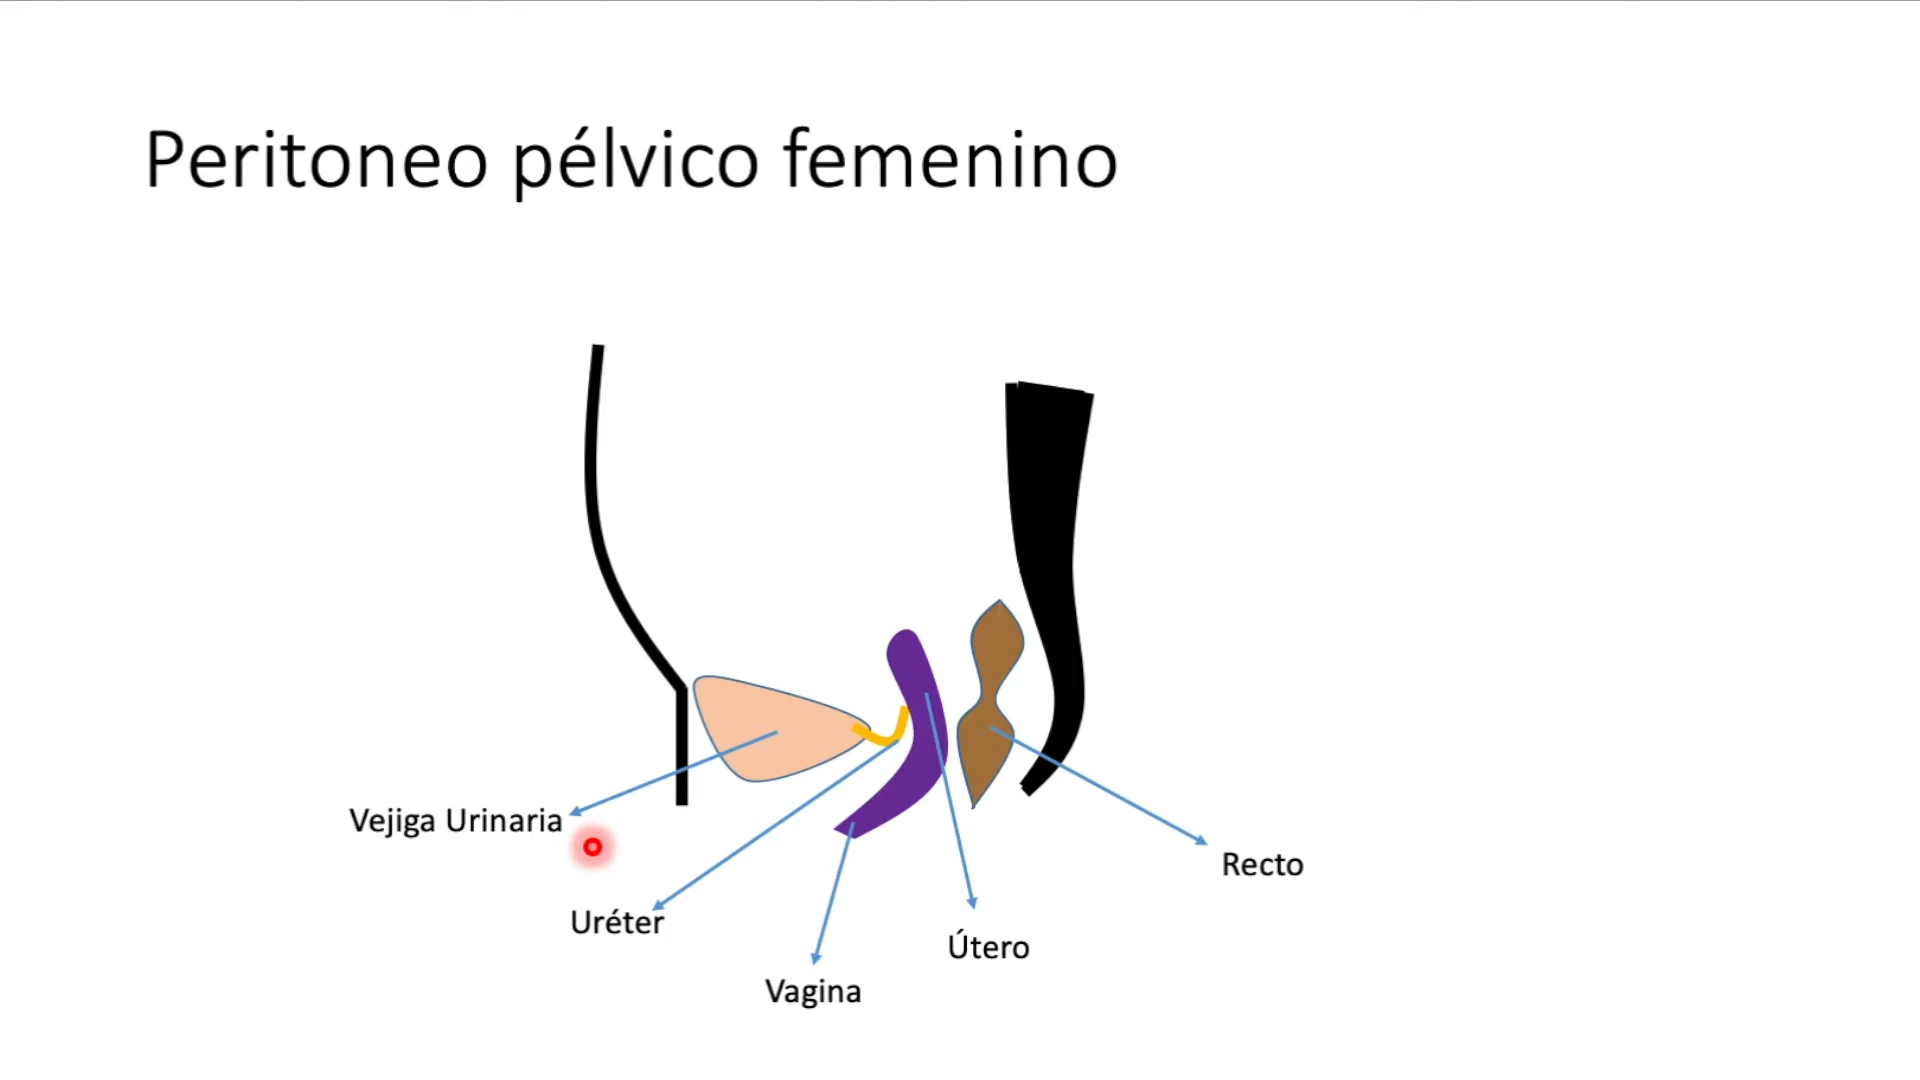 Peritoneo pélvico femenino
Vejiga Urinaria
Uréter
Vagina
Útero
Recto